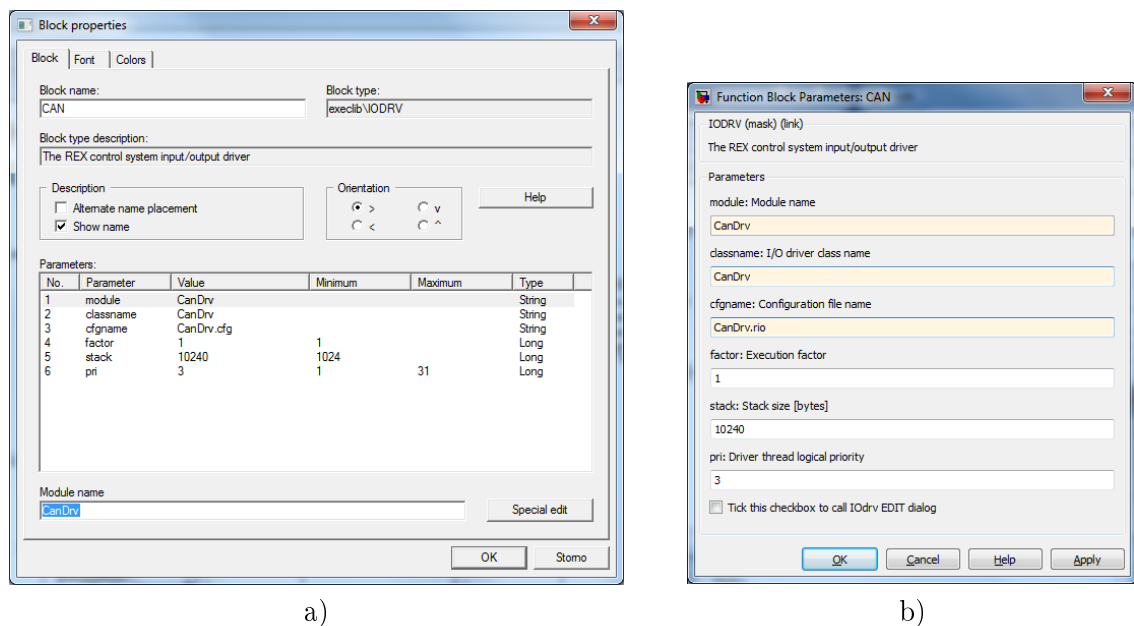 Block properties
Block Font Colors
Block name: Block type:
CAN execlib\IODRV
Block type description:
The REX control system input/output driver
Description Orientation Help
Alternate name placement > v
Show name < ^
Parameters:
No. Parameter Value Minimum Maximum Type
1 module CanDrv String
2 classname CanDrv String
3 cfgname CanDrv.cfg String
4 factor 1 1 Long
5 stack 10240 1024 Long
6 pri 3 1 31 Long
Module name
CanDrv Special edit
OK Storno
a)
Function Block Parameters: CAN
IODRV (mask) (link)
The REX control system input/output driver
Parameters
module: Module name
CanDrv
classname: I/O driver class name
CanDrv
cfgname: Configuration file name
CanDrv.rio
factor: Execution factor
1
stack: Stack size [bytes]
10240
pri: Driver thread logical priority
3
Tick this checkbox to call IOdrv EDIT dialog
OK Cancel Help Apply
b)